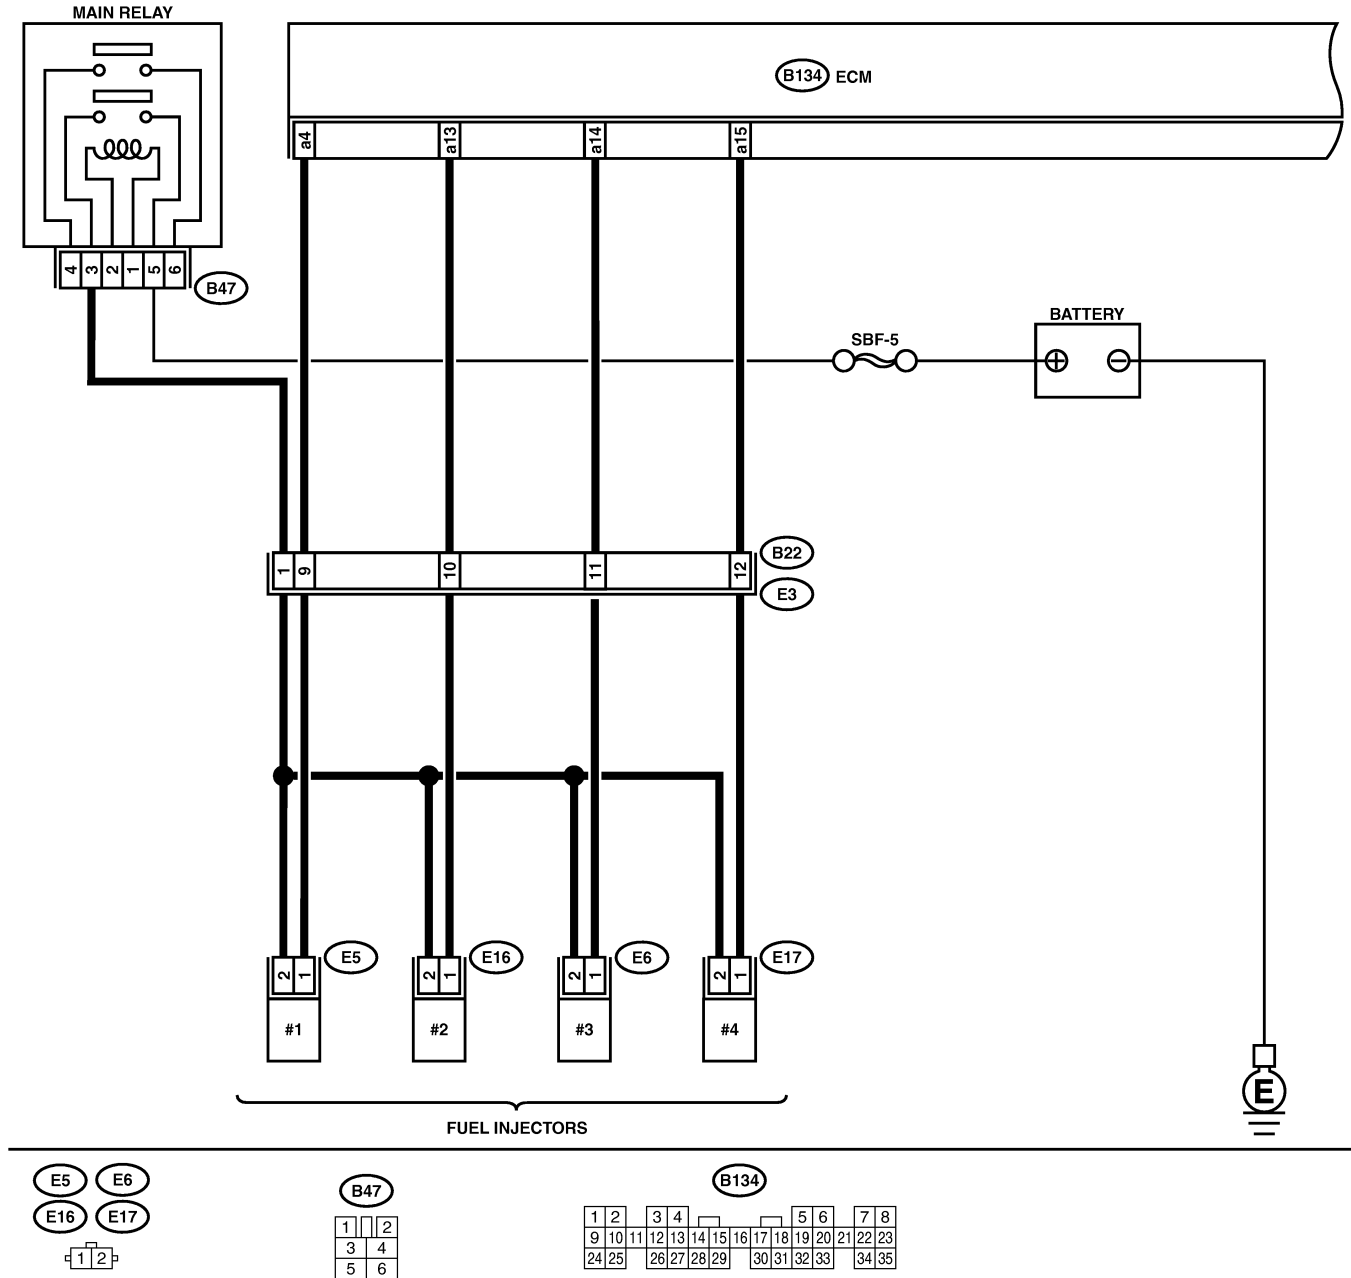 MAIN RELAY
B134 ECM
a4 a13 a14 a15
4 3 2 1 5 6
B47
SBF-5
BATTERY
+ −
1 9 10 11 12
B22
E3
2 1 E5
2 1 E16
2 1 E6
2 1 E17
#1 #2 #3 #4
E
FUEL INJECTORS
E5 E6
E16 E17
1 2
B47
1 2
3 4
5 6
B134
1 2 3 4 5 6 7 8
9 10 11 12 13 14 15 16 17 18 19 20 21 22 23
24 25 26 27 28 29 30 31 32 33 34 35